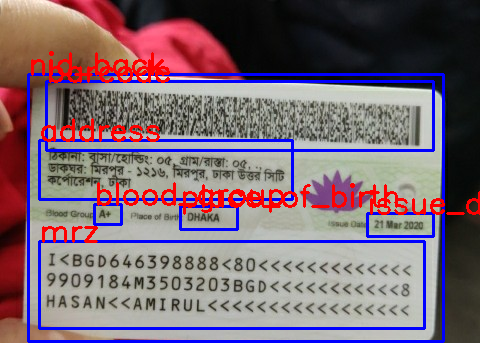 nid_back
barcode
address
ঠিকানা: বাসা/হোল্ডিং: ০৫, গ্রাম/রাস্তা: ০৫,
ডাকঘর: মিরপুর - ১২১৬, মিরপুর, ঢাকা উত্তর সিটি
কর্পোরেশন, ঢাকা
blood_group place_of_birth issue_d
Blood Group A+ Place of Birth DHAKA Issue Date 21 Mar 2020
mrz
I<BGD646398888<80<<<<<<<<<<<<<
9909184M3503203BGD<<<<<<<<<<<8
HASAN<<AMIRUL<<<<<<<<<<<<<<<<<